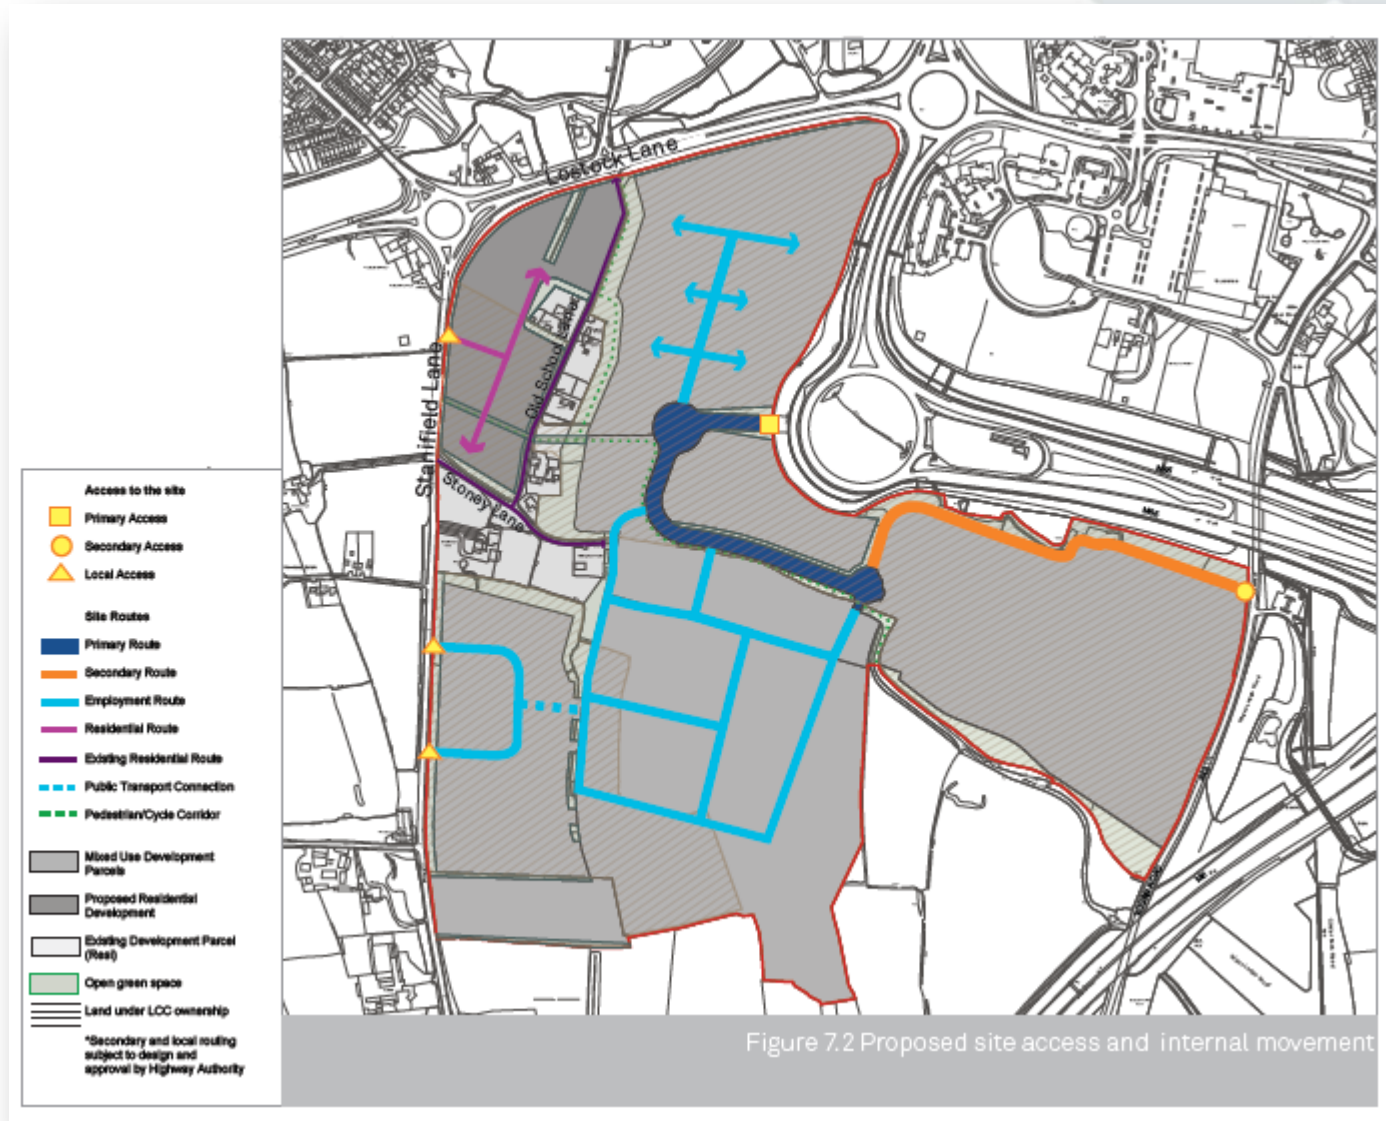 Lostock Lane
Stanifield Lane
Old School Lane
Stoney Lane
Access to the site
Primary Access
Secondary Access
Local Access
Site Routes
Primary Route
Secondary Route
Employment Route
Residential Route
Existing Residential Route
Public Transport Connection
Pedestrian/Cycle Corridor
Mixed Use Development
Parcels
Proposed Residential
Development
Existing Development Parcel
(Resi)
Open green space
Land under LCC ownership
*Secondary and local routing
subject to design and
approval by Highway Authority
Figure 7.2 Proposed site access and internal movement